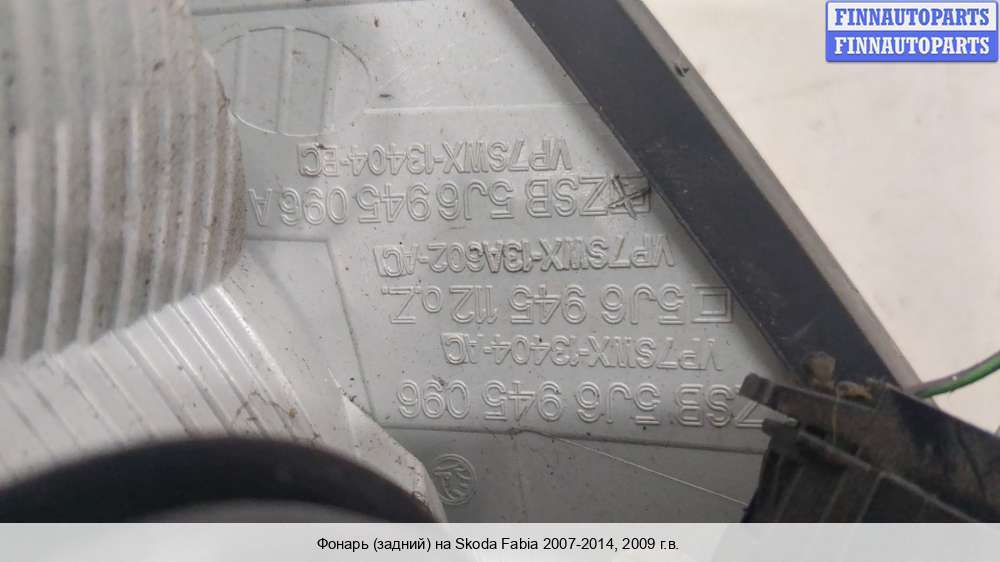 FINNAUTOPARTS
FINNAUTOPARTS
ZSB 5J6 945 096
VP7SWX-13404-AC
5J6 945 112 o.Z.
VP7SWX-13A602-AC
ZSB 5J6 945 096 A
VP7SWX-13404-BC
Фонарь (задний) на Skoda Fabia 2007-2014, 2009 г.в.